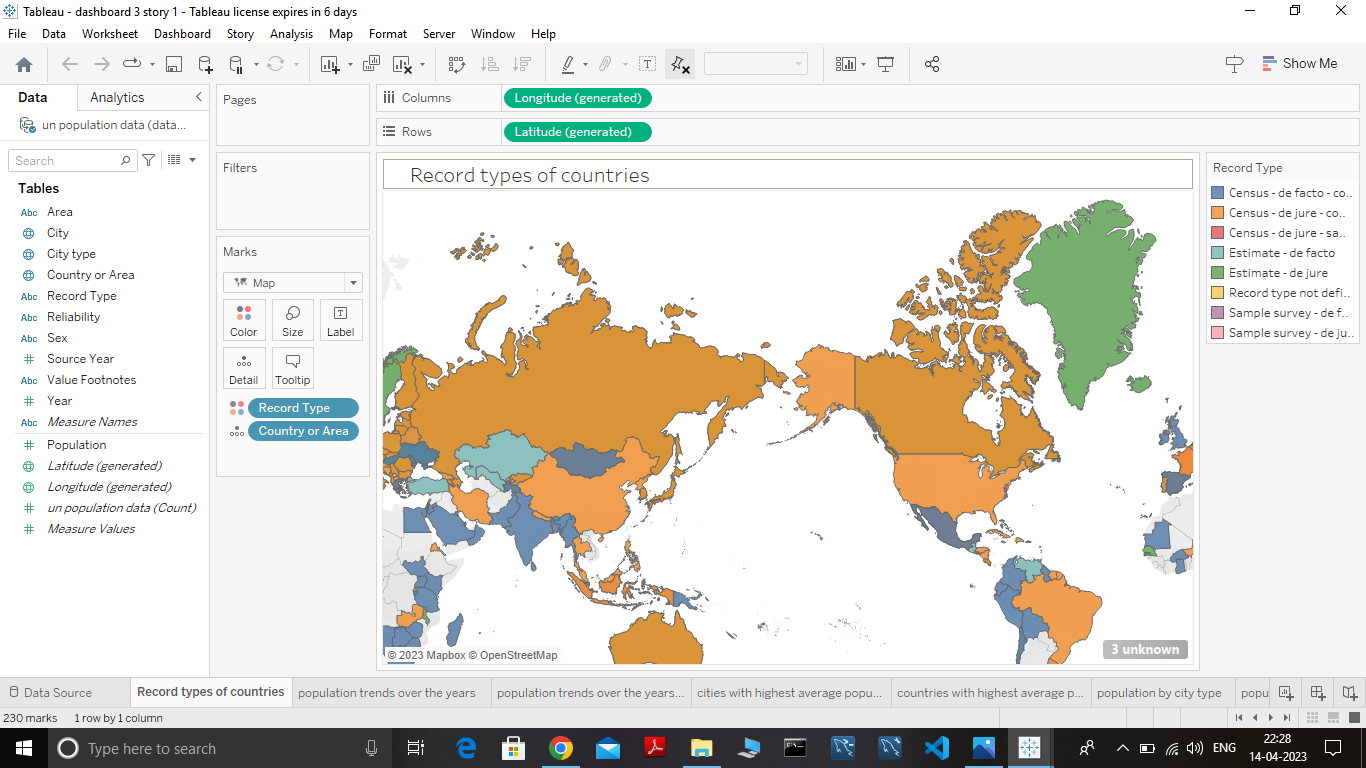 Tableau - dashboard 3 story 1 - Tableau license expires in 6 days
File Data Worksheet Dashboard Story Analysis Map Format Server Window Help
Show Me
Data Analytics
un population data (data...
Search
Tables
Abc Area
City
City type
Country or Area
Abc Record Type
Abc Reliability
Abc Sex
Source Year
Abc Value Footnotes
Year
Abc Measure Names
Population
Latitude (generated)
Longitude (generated)
un population data (Count)
Measure Values
Pages
Filters
Marks
Map
Color Size Label
Detail Tooltip
Record Type
Country or Area
Columns Longitude (generated)
Rows Latitude (generated)
Record types of countries
© 2023 Mapbox © OpenStreetMap
3 unknown
Record Type
Census - de facto - co..
Census - de jure - co...
Census - de jure - sa..
Estimate - de facto
Estimate - de jure
Record type not defi..
Sample survey - de f..
Sample survey - de ju..
Data Source Record types of countries population trends over the years population trends over the years... cities with highest average popu... countries with highest average p... population by city type popu
230 marks 1 row by 1 column
Type here to search
ENG
22:28
14-04-2023